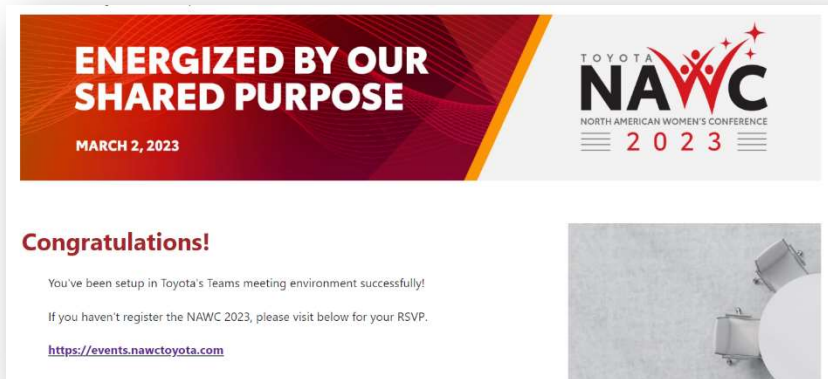 ENERGIZED BY OUR
SHARED PURPOSE
MARCH 2, 2023
TOYOTA
NAWC
NORTH AMERICAN WOMEN'S CONFERENCE
2023
Congratulations!
You've been setup in Toyota's Teams meeting environment successfully!
If you haven't register the NAWC 2023, please visit below for your RSVP.
https://events.nawctoyota.com